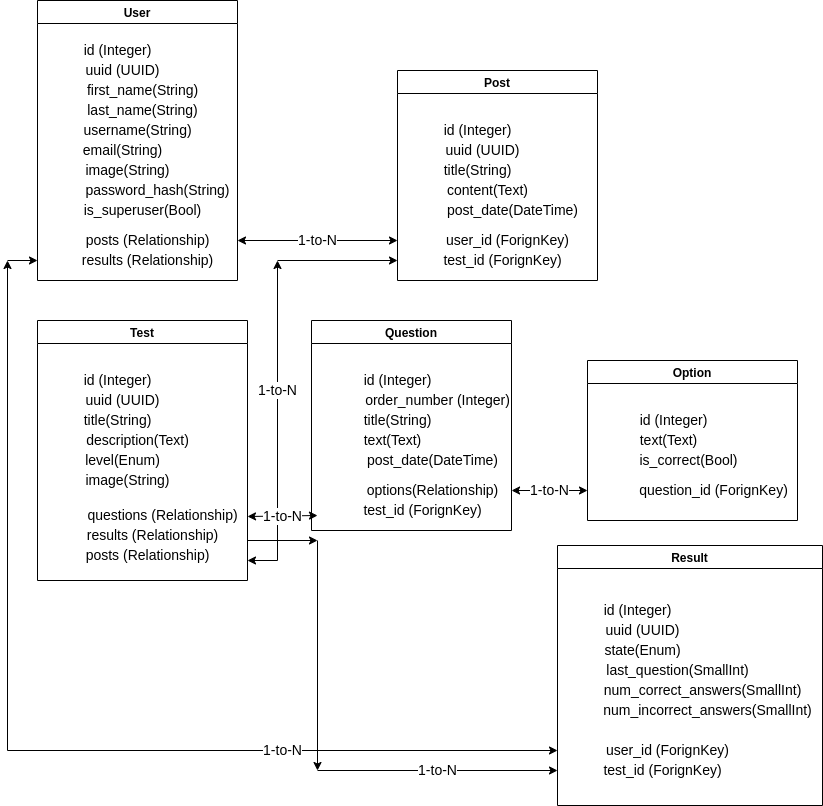 User
id (Integer)
uuid (UUID)
first_name(String)
last_name(String)
username(String)
email(String)
image(String)
password_hash(String)
is_superuser(Bool)
posts (Relationship)
results (Relationship)
1-to-N
Post
id (Integer)
uuid (UUID)
title(String)
content(Text)
post_date(DateTime)
user_id (ForignKey)
test_id (ForignKey)
Test
id (Integer)
uuid (UUID)
title(String)
description(Text)
level(Enum)
image(String)
questions (Relationship)
results (Relationship)
posts (Relationship)
1-to-N
1-to-N
Question
id (Integer)
order_number (Integer)
title(String)
text(Text)
post_date(DateTime)
options(Relationship)
test_id (ForignKey)
1-to-N
Option
id (Integer)
text(Text)
is_correct(Bool)
question_id (ForignKey)
Result
id (Integer)
uuid (UUID)
state(Enum)
last_question(SmallInt)
num_correct_answers(SmallInt)
num_incorrect_answers(SmallInt)
user_id (ForignKey)
test_id (ForignKey)
1-to-N
1-to-N